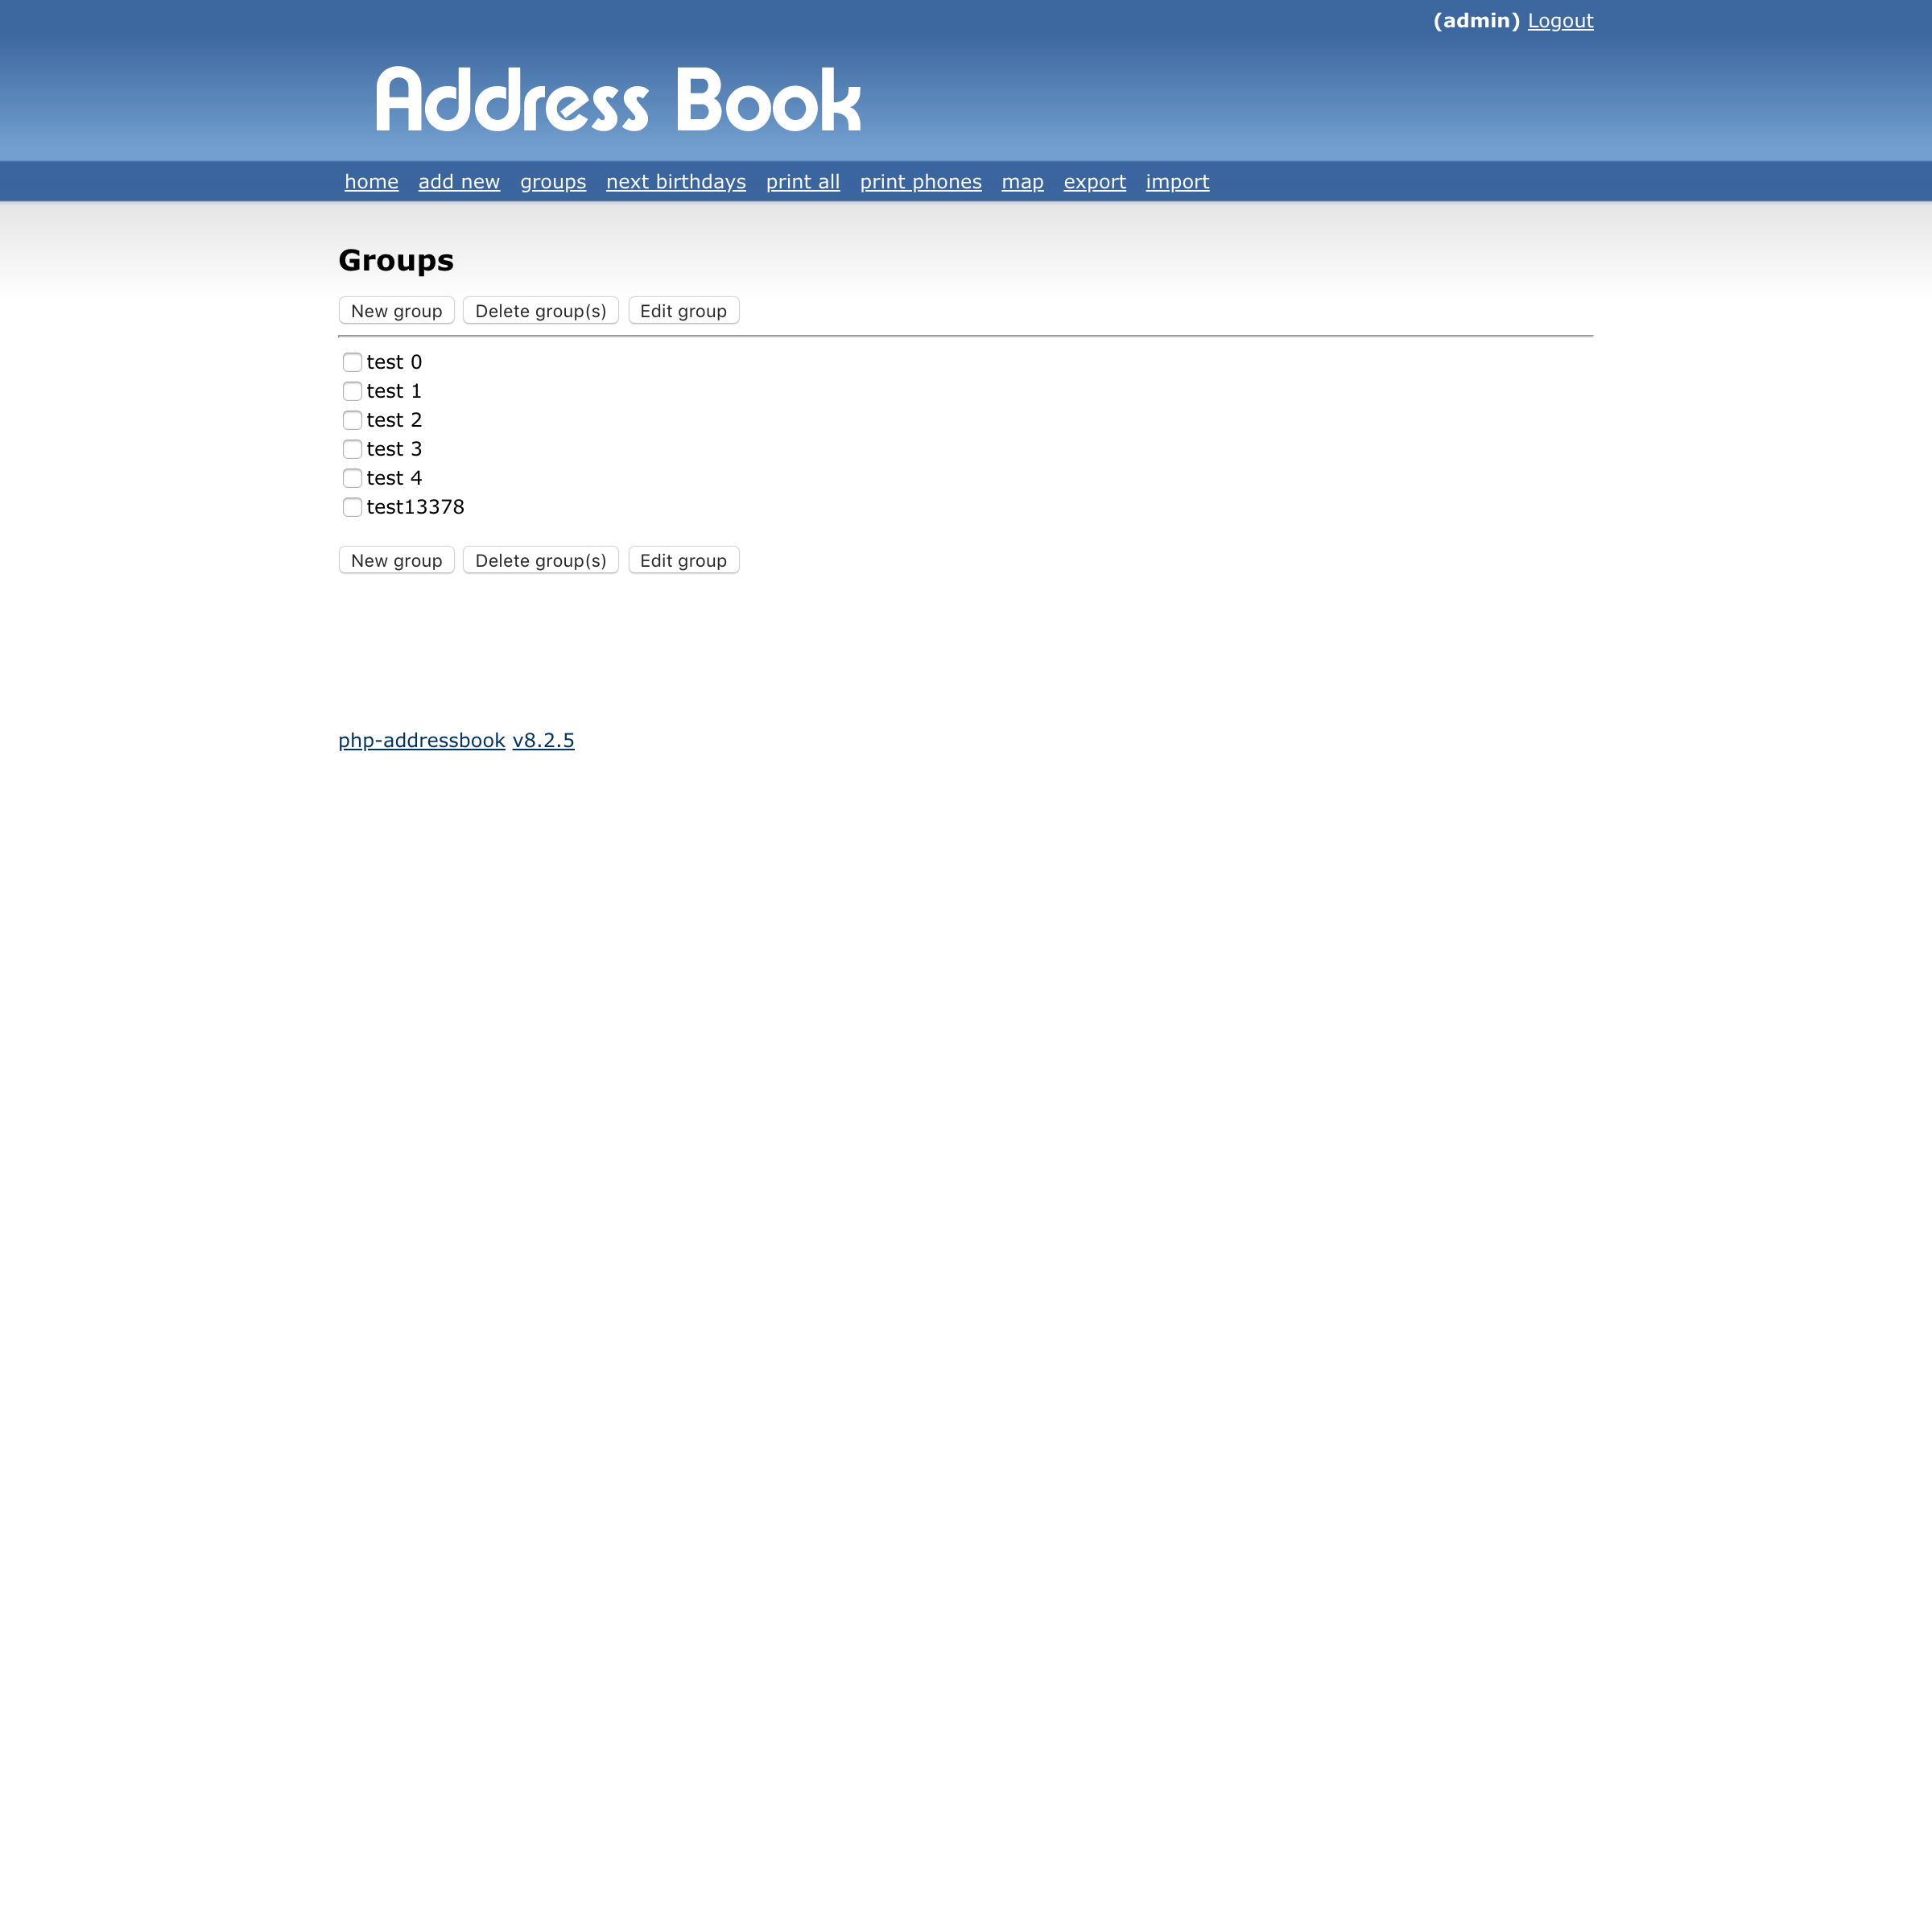 (admin) Logout
Address Book
home add new groups next birthdays print all print phones map export import
Groups
New group Delete group(s) Edit group
test 0
test 1
test 2
test 3
test 4
test13378
New group Delete group(s) Edit group
php-addressbook v8.2.5